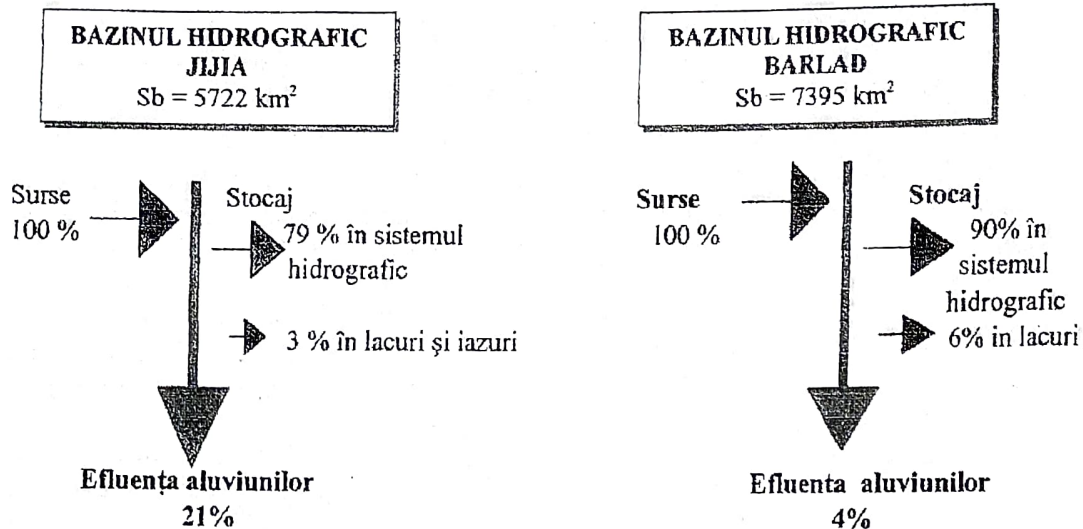 BAZINUL HIDROGRAFIC
JIJIA
Sb = 5722 km²
Surse
100 %
Stocaj
79 % în sistemul
hidrografic
3 % în lacuri și iazuri
Efluența aluviunilor
21%
BAZINUL HIDROGRAFIC
BARLAD
Sb = 7395 km²
Surse
100 %
Stocaj
90% în
sistemul
hidrografic
6% in lacuri
Efluenta aluviunilor
4%